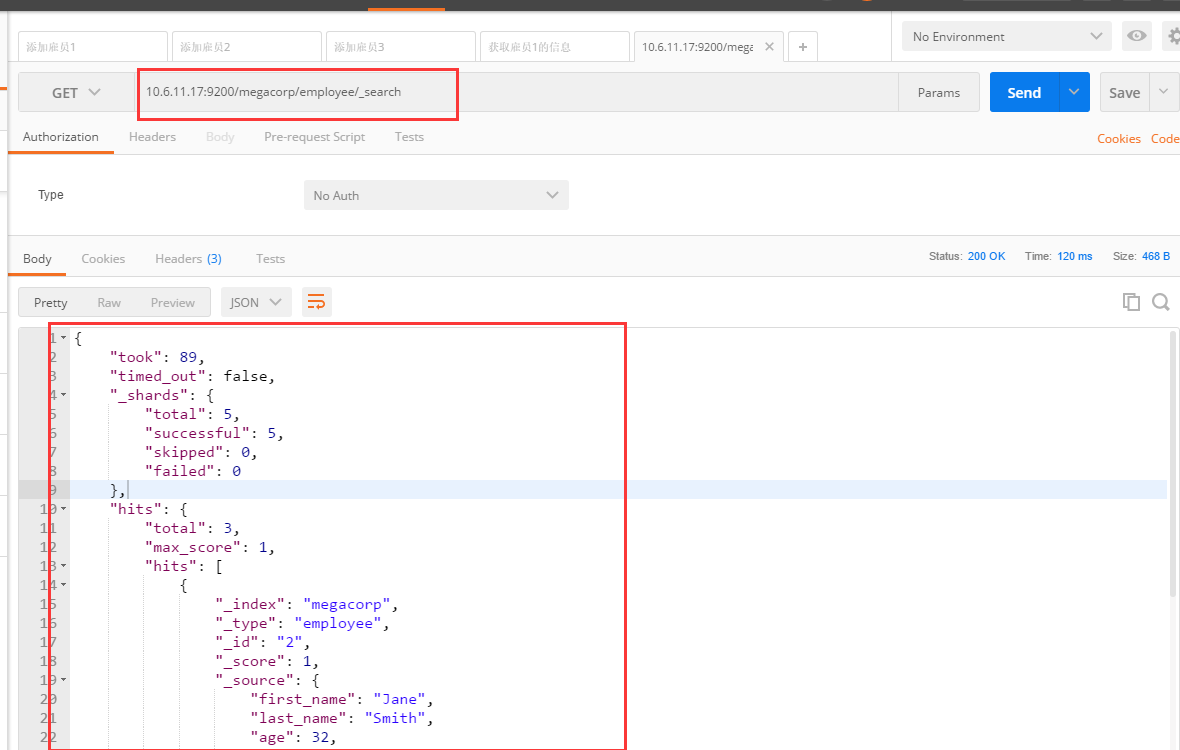 添加雇员1
添加雇员2
添加雇员3
获取雇员1的信息
10.6.11.17:9200/mega
No Environment
GET
10.6.11.17:9200/megacorp/employee/_search
Params
Send
Save
Authorization
Headers
Body
Pre-request Script
Tests
Cookies
Code
Type
No Auth
Body
Cookies
Headers (3)
Tests
Status: 200 OK
Time: 120 ms
Size: 468 B
Pretty
Raw
Preview
JSON
1 {
2 "took": 89,
3 "timed_out": false,
4 "_shards": {
5 "total": 5,
6 "successful": 5,
7 "skipped": 0,
8 "failed": 0
9 },
10 "hits": {
11 "total": 3,
12 "max_score": 1,
13 "hits": [
14 {
15 "_index": "megacorp",
16 "_type": "employee",
17 "_id": "2",
18 "_score": 1,
19 "_source": {
20 "first_name": "Jane",
21 "last_name": "Smith",
22 "age": 32,